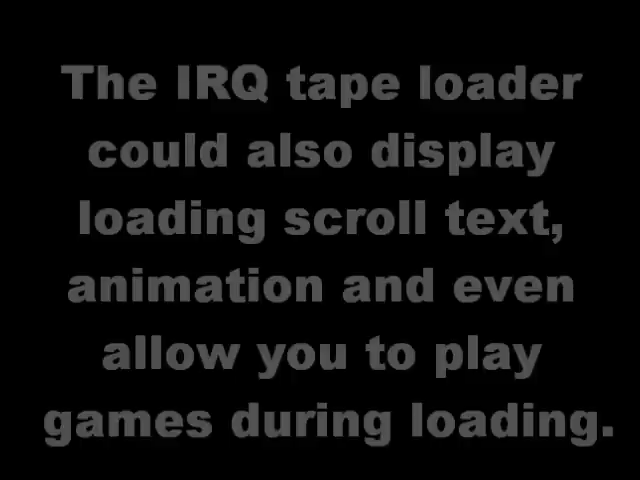 The IRQ tape loader
could also display
loading scroll text,
animation and even
allow you to play
games during loading.